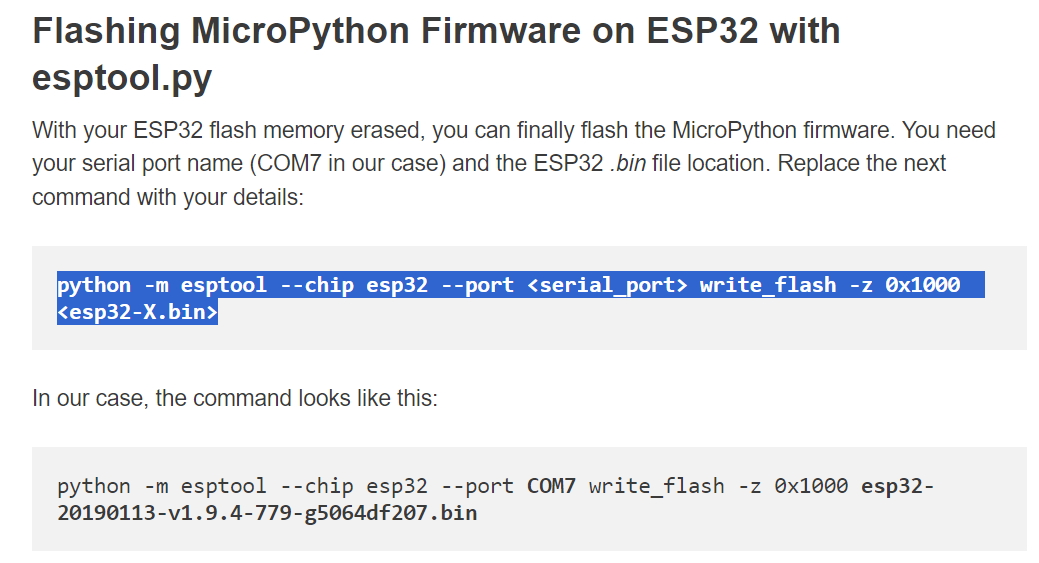 Flashing MicroPython Firmware on ESP32 with
esptool.py
With your ESP32 flash memory erased, you can finally flash the MicroPython firmware. You need
your serial port name (COM7 in our case) and the ESP32 .bin file location. Replace the next
command with your details:
python -m esptool --chip esp32 --port <serial_port> write_flash -z 0x1000
<esp32-X.bin>
In our case, the command looks like this:
python -m esptool --chip esp32 --port COM7 write_flash -z 0x1000 esp32-
20190113-v1.9.4-779-g5064df207.bin